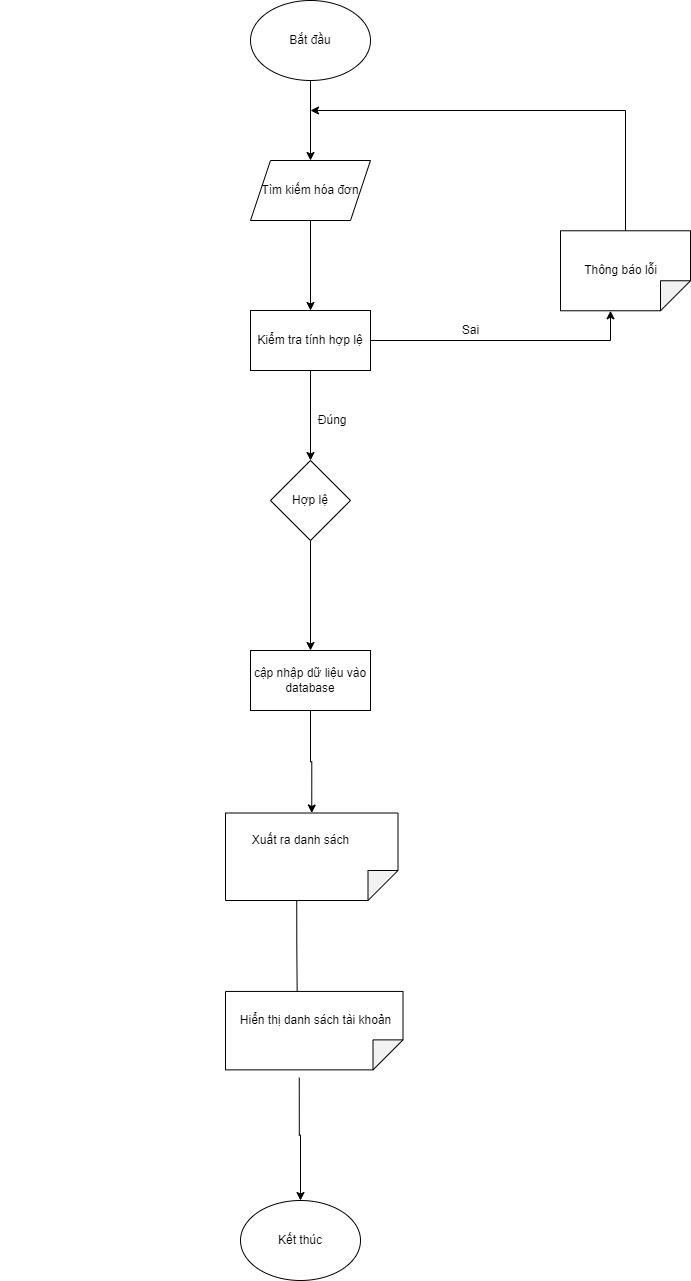 Bắt đầu
Tìm kiếm hóa đơn
Thông báo lỗi
Kiểm tra tính hợp lệ
Sai
Đúng
Hợp lệ
cập nhập dữ liệu vào
database
Xuất ra danh sách
Hiển thị danh sách tài khoản
Kết thúc